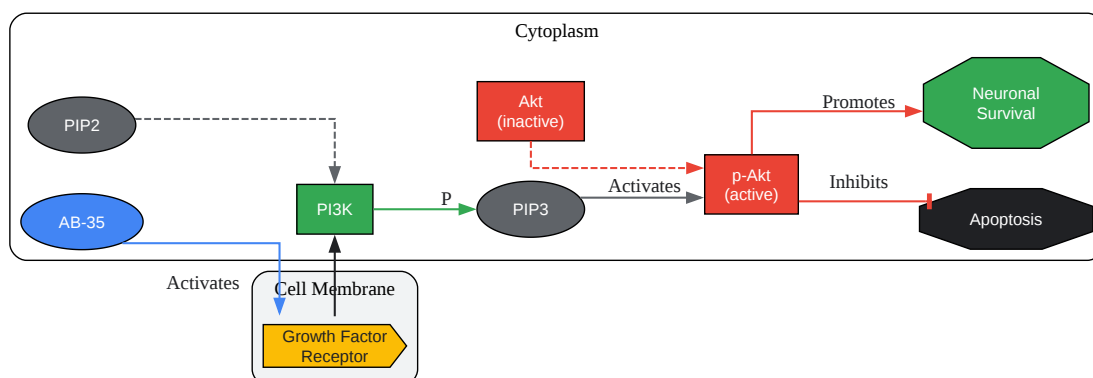 Cytoplasm
PIP2
Akt
(inactive)
Promotes
Neuronal
Survival
AB-35
PI3K
P
PIP3
Activates
p-Akt
(active)
Inhibits
Apoptosis
Activates
Cell Membrane
Growth Factor
Receptor